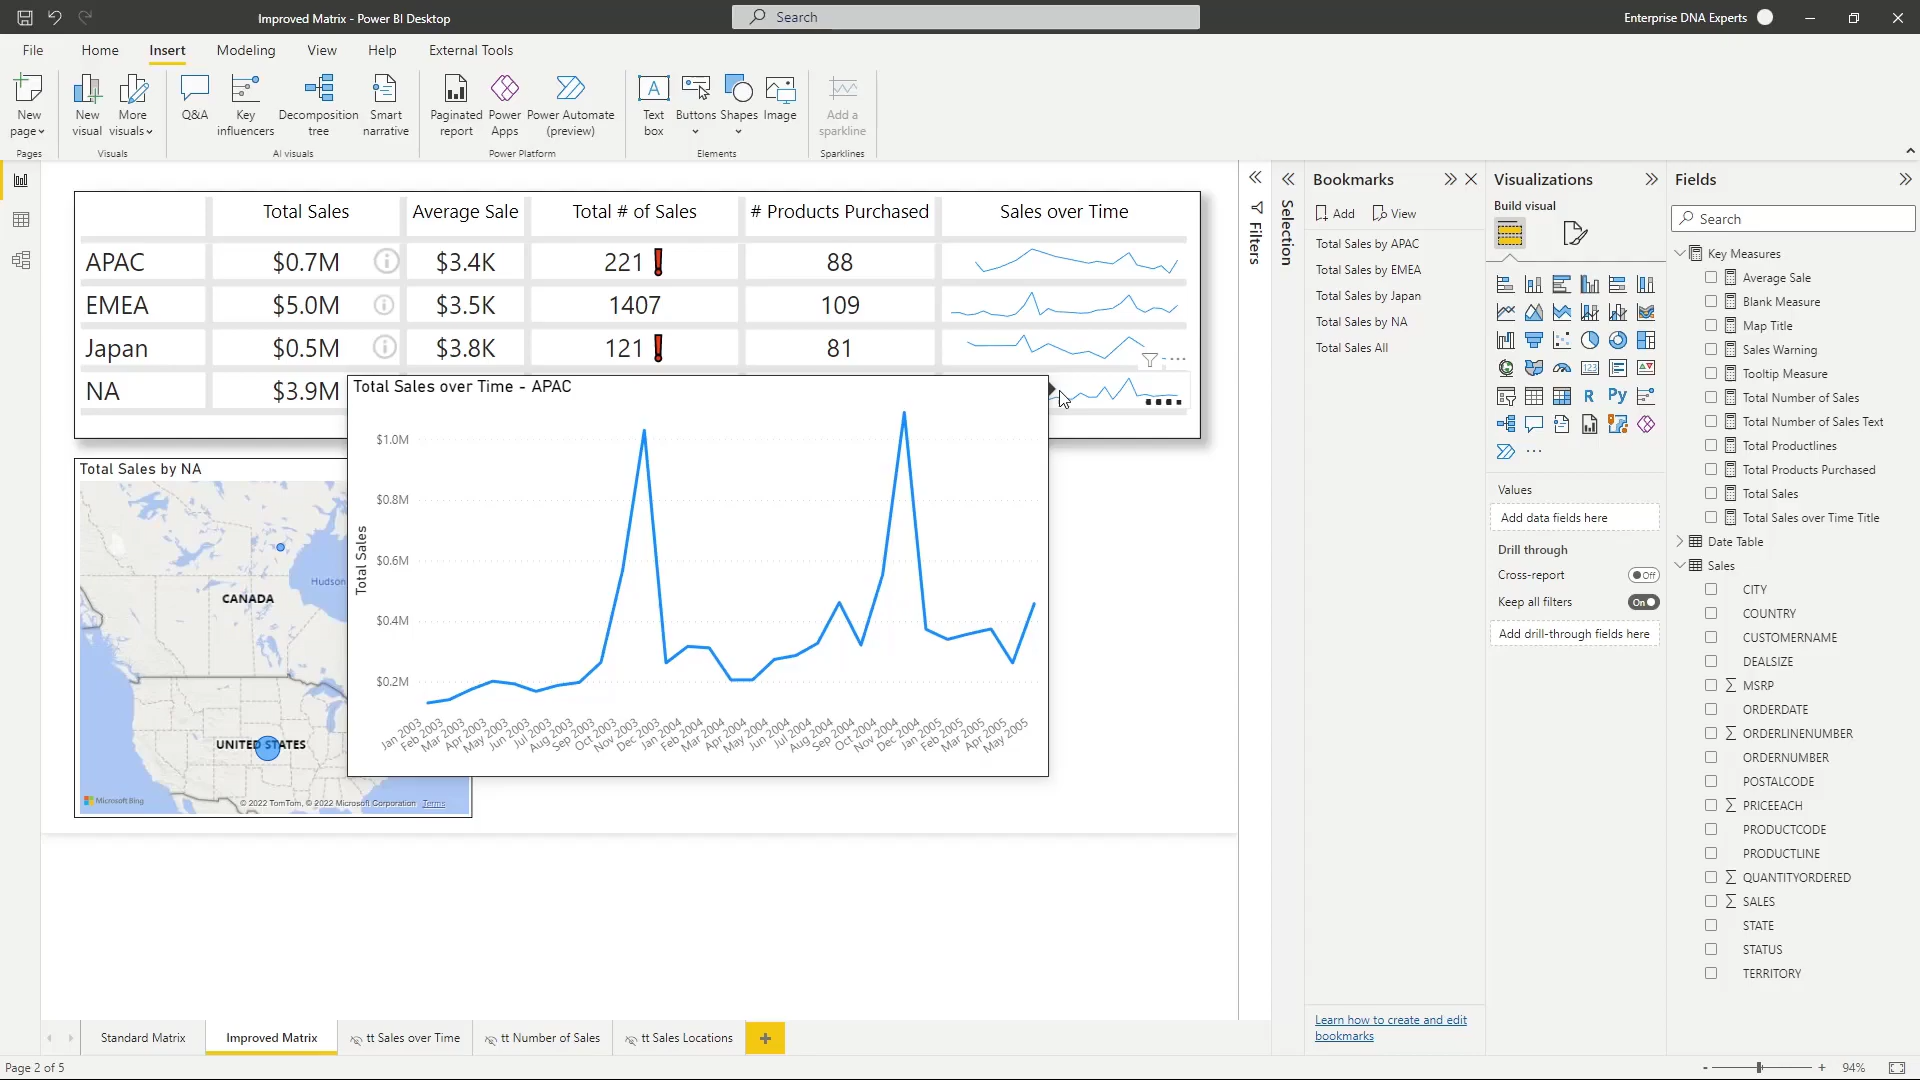 Improved Matrix - Power BI Desktop
Search
Enterprise DNA Experts
File
Home
Insert
Modeling
View
Help
External Tools
New page
New visual
More visuals
Q&A
Key influencers
Decomposition tree
Smart narrative
Paginated report
Power Apps
Power Automate (preview)
Text box
Buttons
Shapes
Image
Add a sparkline
Pages
Visuals
AI visuals
Power Platform
Elements
Sparklines
Total Sales
Average Sale
Total # of Sales
# Products Purchased
Sales over Time
APAC
$0.7M
$3.4K
221
88
EMEA
$5.0M
$3.5K
1407
109
Japan
$0.5M
$3.8K
121
81
NA
$3.9M
Total Sales over Time - APAC
$1.0M
$0.8M
$0.6M
$0.4M
$0.2M
Total Sales
Jan 2003
Feb 2003
Mar 2003
Apr 2003
May 2003
Jun 2003
Jul 2003
Aug 2003
Sep 2003
Oct 2003
Nov 2003
Dec 2003
Jan 2004
Feb 2004
Mar 2004
Apr 2004
May 2004
Jun 2004
Jul 2004
Aug 2004
Sep 2004
Oct 2004
Nov 2004
Dec 2004
Jan 2005
Feb 2005
Mar 2005
Apr 2005
May 2005
Total Sales by NA
Hudson
CANADA
UNITED STATES
Microsoft Bing
© 2022 TomTom, © 2022 Microsoft Corporation Terms
Filters
Selection
Bookmarks
Add
View
Total Sales by APAC
Total Sales by EMEA
Total Sales by Japan
Total Sales by NA
Total Sales All
Learn how to create and edit
bookmarks
Visualizations
Build visual
R
Py
123
Values
Add data fields here
Drill through
Cross-report
Off
Keep all filters
On
Add drill-through fields here
Fields
Search
Key Measures
Average Sale
Blank Measure
Map Title
Sales Warning
Tooltip Measure
Total Number of Sales
Total Number of Sales Text
Total Productlines
Total Products Purchased
Total Sales
Total Sales over Time Title
Date Table
Sales
CITY
COUNTRY
CUSTOMERNAME
DEALSIZE
MSRP
ORDERDATE
ORDERLINENUMBER
ORDERNUMBER
POSTALCODE
PRICEEACH
PRODUCTCODE
PRODUCTLINE
QUANTITYORDERED
SALES
STATE
STATUS
TERRITORY
Standard Matrix
Improved Matrix
tt Sales over Time
tt Number of Sales
tt Sales Locations
Page 2 of 5
94%